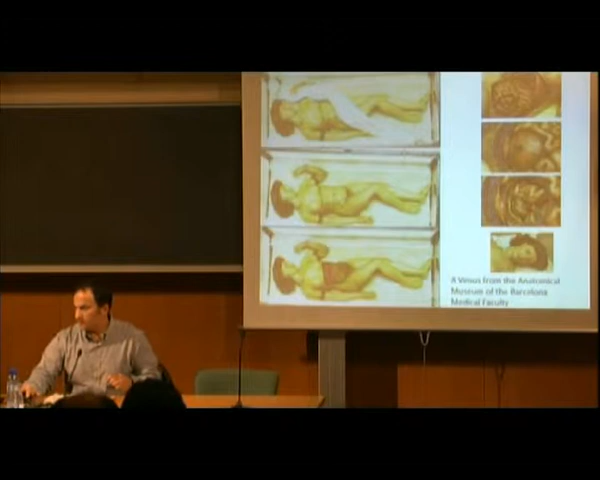 A Venus from the Anatomical
Museum of the Barcelona
Medical Faculty